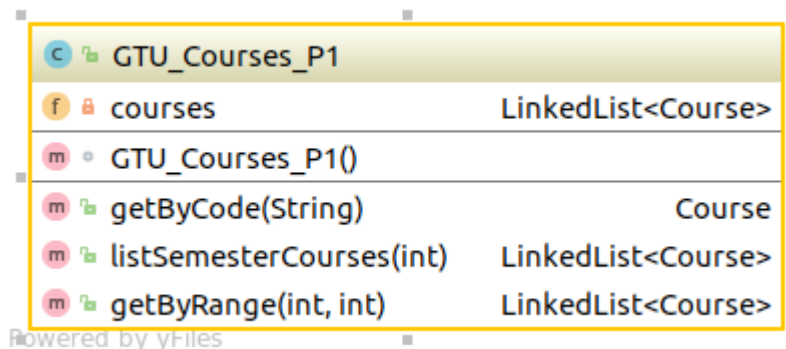 C GTU_Courses_P1
f courses LinkedList<Course>
m GTU_Courses_P1()
m getByCode(String) Course
m listSemesterCourses(int) LinkedList<Course>
m getByRange(int, int) LinkedList<Course>
Powered by yFiles